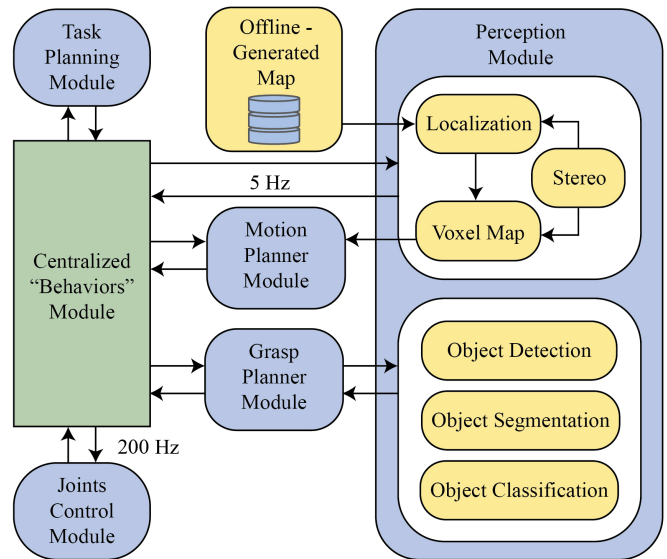 Task
Planning
Module
Offline -
Generated
Map
Perception
Module
Localization
Stereo
Voxel Map
5 Hz
Motion
Planner
Module
Centralized
“Behaviors”
Module
Grasp
Planner
Module
Object Detection
Object Segmentation
Object Classification
200 Hz
Joints
Control
Module